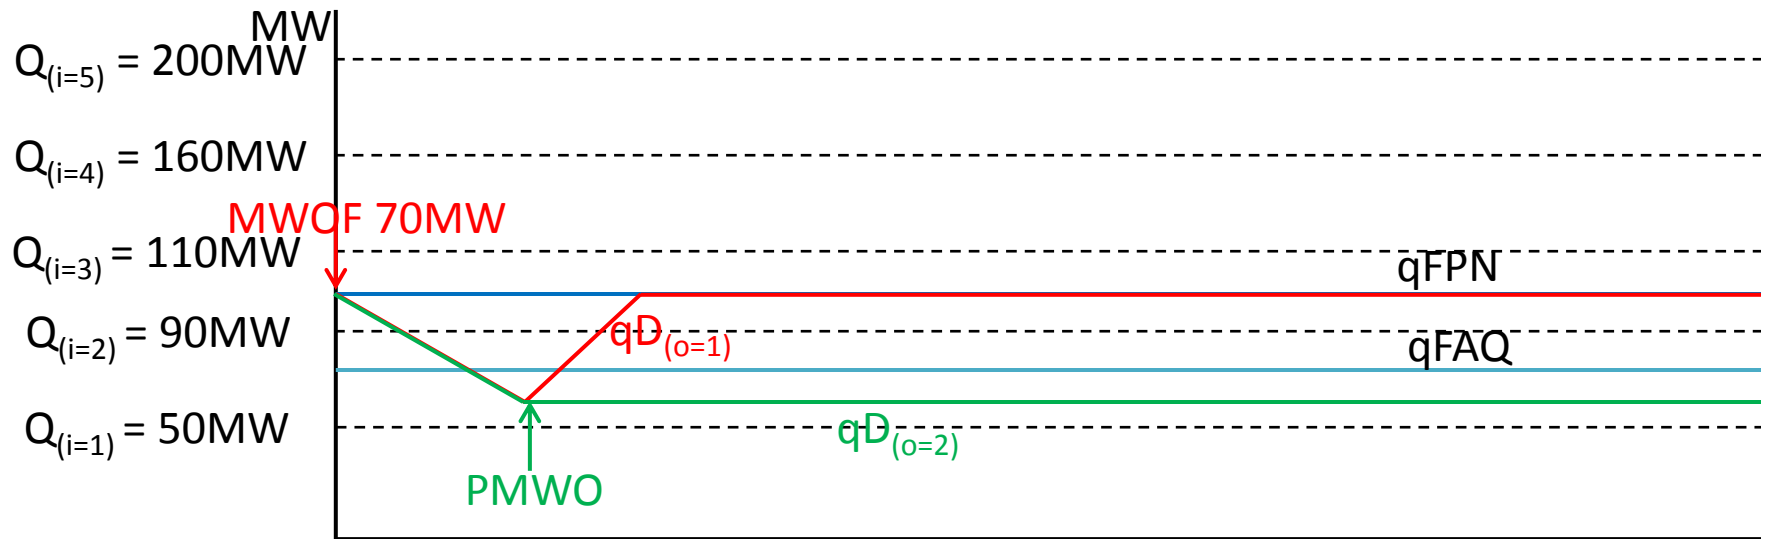 MW
Q(i=5) = 200MW
Q(i=4) = 160MW
MWOF 70MW
Q(i=3) = 110MW
qFPN
Q(i=2) = 90MW
qD(o=1)
qFAQ
Q(i=1) = 50MW
qD(o=2)
PMWO